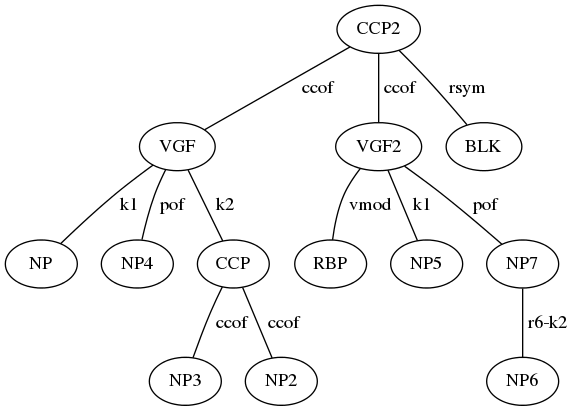 CCP2
ccof ccof rsym
VGF VGF2 BLK
k1 pof k2 vmod k1 pof
NP NP4 CCP RBP NP5 NP7
ccof ccof r6-k2
NP3 NP2 NP6